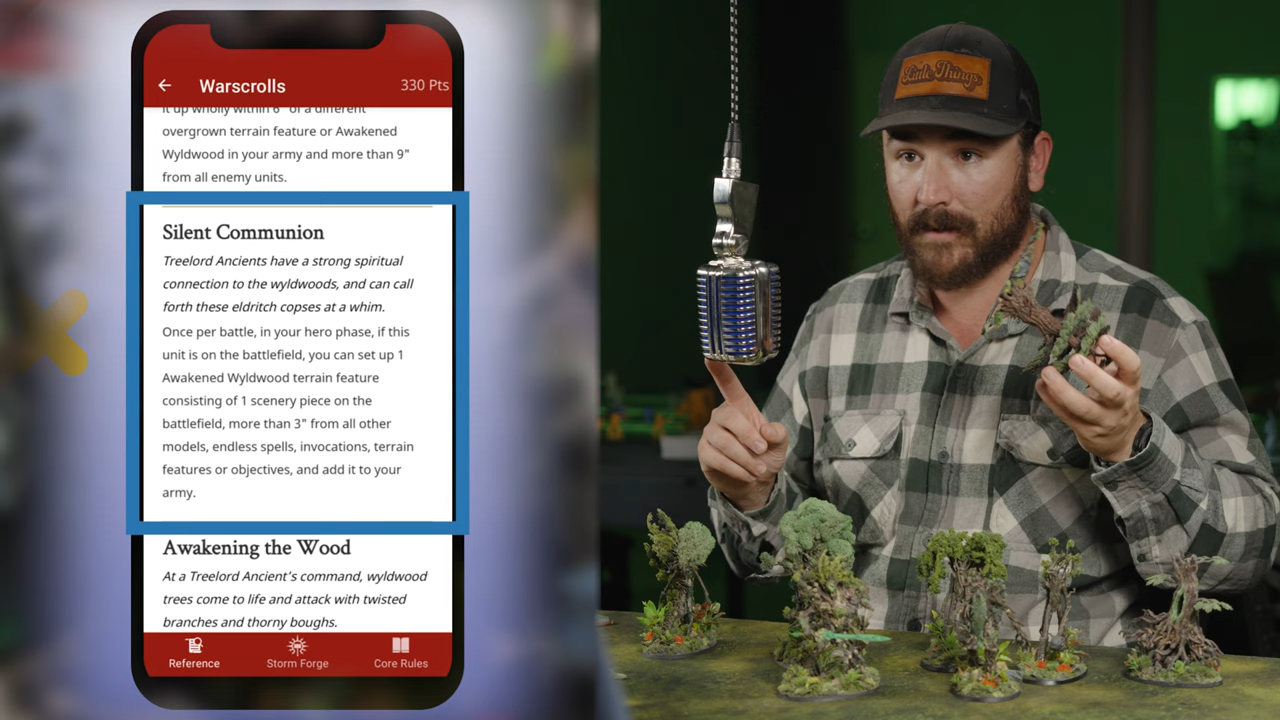 Warscrolls 330 Pts
it up wholly within 6" of a different
overgrown terrain feature or Awakened
Wyldwood in your army and more than 9"
from all enemy units.
Silent Communion
Treelord Ancients have a strong spiritual
connection to the wyldwoods, and can call
forth these eldritch copses at a whim.
Once per battle, in your hero phase, if this
unit is on the battlefield, you can set up 1
Awakened Wyldwood terrain feature
consisting of 1 scenery piece on the
battlefield, more than 3" from all other
models, endless spells, invocations, terrain
features or objectives, and add it to your
army.
Awakening the Wood
At a Treelord Ancient's command, wyldwood
trees come to life and attack with twisted
branches and thorny boughs.
Reference Storm Forge Core Rules
Little Things